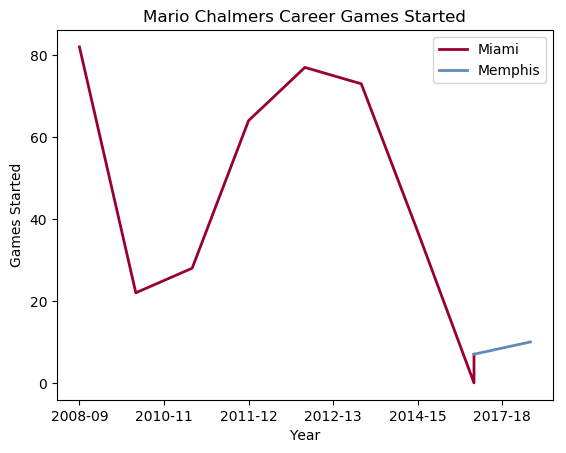 Mario Chalmers Career Games Started
Miami
Memphis
80
60
40
20
0
Games Started
2008-09 2010-11 2011-12 2012-13 2014-15 2017-18
Year